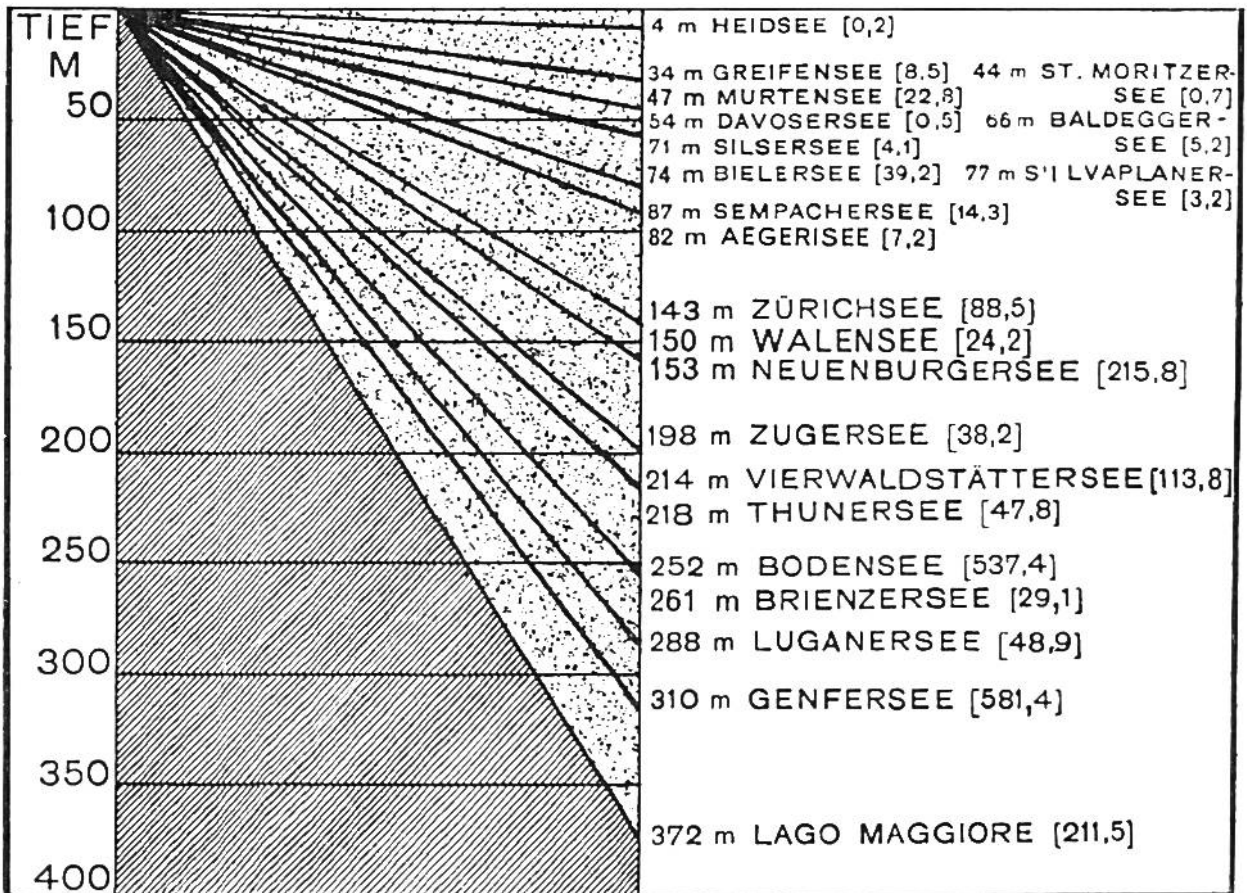 TIEF
M
50
100
150
200
250
300
350
400
4 m HEIDSEE [0,2]
34 m GREIFENSEE [8,5] 44 m ST. MORITZER-
47 m MURTENSEE [22,8] SEE [0,7]
54 m DAVOSERSEE [0,5] 66 m BALDEGGER-
71 m SILSERSEE [4,1] SEE [5,2]
74 m BIELERSEE [39,2] 77 m S'I LVAPLANER-
SEE [3,2]
87 m SEMPACHERSEE [14,3]
82 m AEGERISEE [7,2]
143 m ZÜRICHSEE [88,5]
150 m WALENSEE [24,2]
153 m NEUENBURGERSEE [215,8]
198 m ZUGERSEE [38,2]
214 m VIERWALDSTÄTTERSEE [113,8]
218 m THUNERSEE [47,8]
252 m BODENSEE [537,4]
261 m BRIENZERSEE [29,1]
288 m LUGANERSEE [48,9]
310 m GENFERSEE [581,4]
372 m LAGO MAGGIORE [211,5]